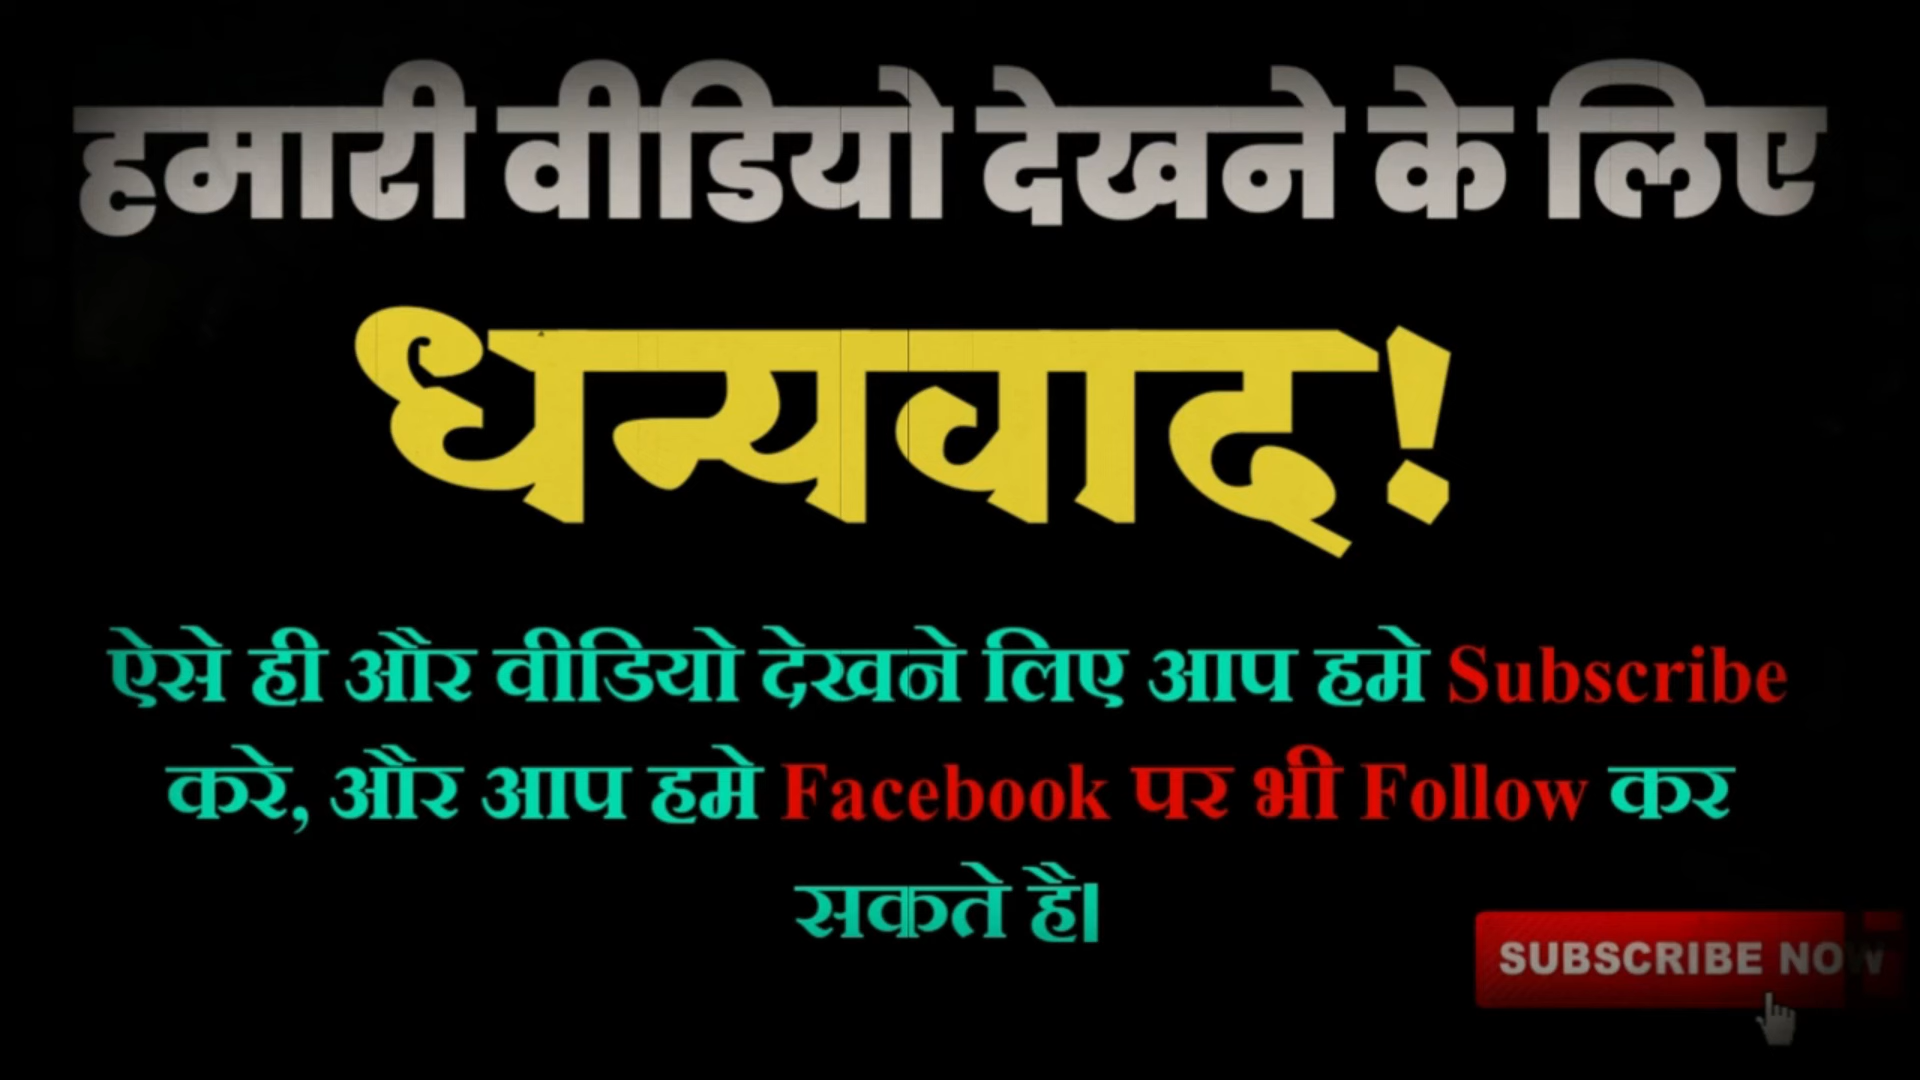 हमारी वीडियो देखने के लिए
धन्यवाद!
ऐसे ही और वीडियो देखने लिए आप हमे Subscribe
करे, और आप हमे Facebook पर भी Follow कर
सकते है।
SUBSCRIBE NOW